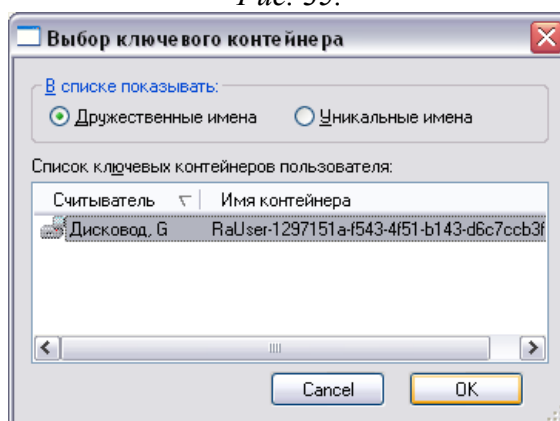 Рис. 35.
Выбор ключевого контейнера
В списке показывать:
Дружественные имена Уникальные имена
Список ключевых контейнеров пользователя:
Считыватель Имя контейнера
Дисковод, G RaUser-1297151a-f543-4f51-b143-d6c7ccb3f
Cancel OK